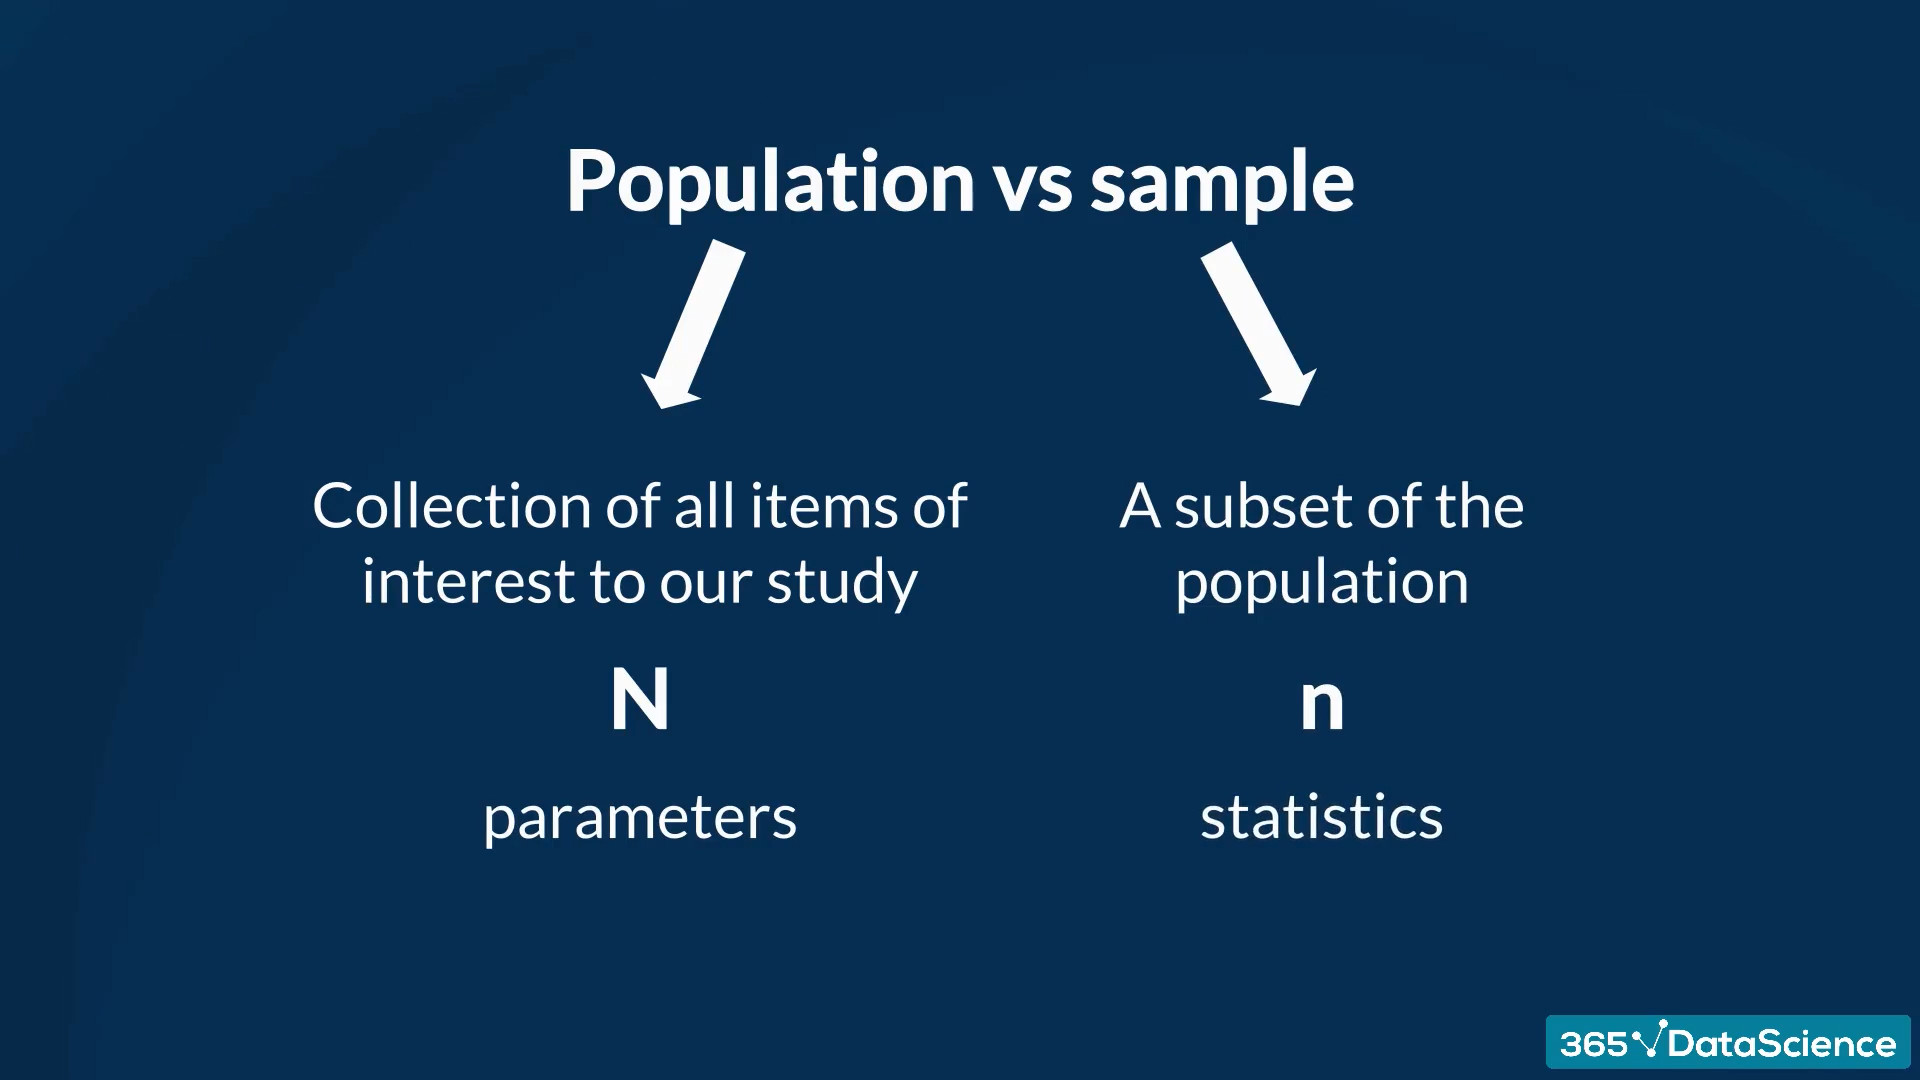 Population vs sample
Collection of all items of
interest to our study
N
parameters
A subset of the
population
n
statistics
365 DataScience